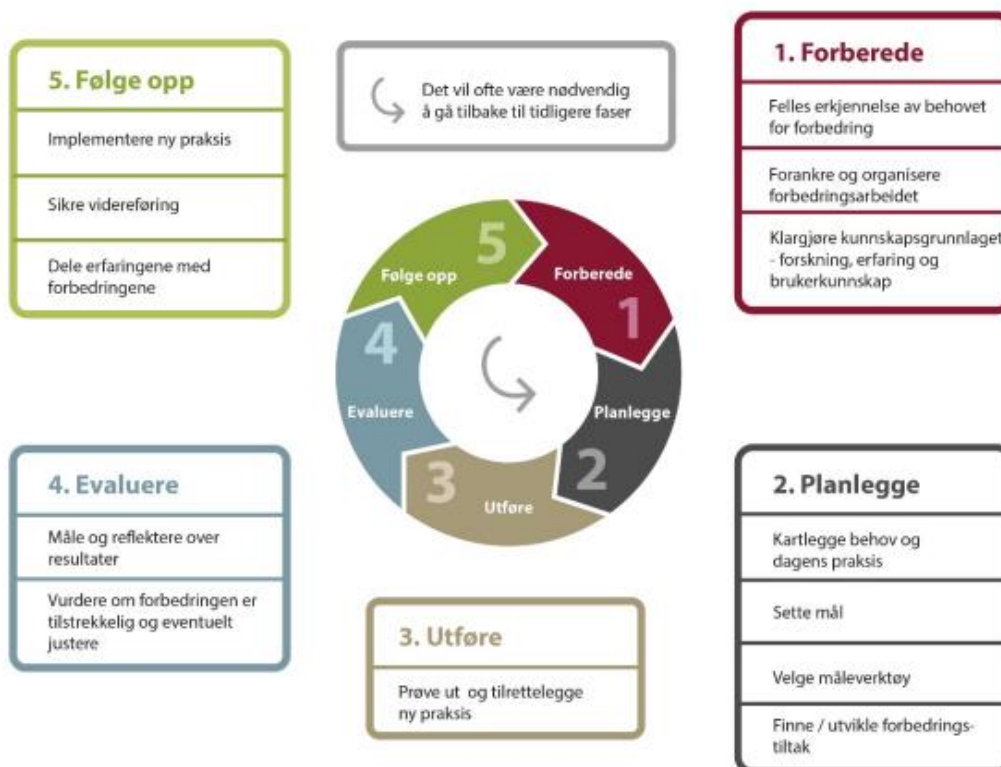 5. Følge opp
Implementere ny praksis
Sikre videreføring
Dele erfaringene med
forbedringene
Det vil ofte være nødvendig
å gå tilbake til tidligere faser
1. Forberede
Felles erkjennelse av behovet
for forbedring
Forankre og organisere
forbedringsarbeidet
Klargjøre kunnskapsgrunnlaget
- forskning, erfaring og
brukerkunnskap
5
Følge opp
Forberede
1
4
Evaluere
Planlegge
2
3
Utføre
4. Evaluere
Måle og reflektere over
resultater
Vurdere om forbedringen er
tilstrekkelig og eventuelt
justere
3. Utføre
Prøve ut og tilrettelegge
ny praksis
2. Planlegge
Kartlegge behov og
dagens praksis
Sette mål
Velge måleverktøy
Finne / utvikle forbedrings-
tiltak